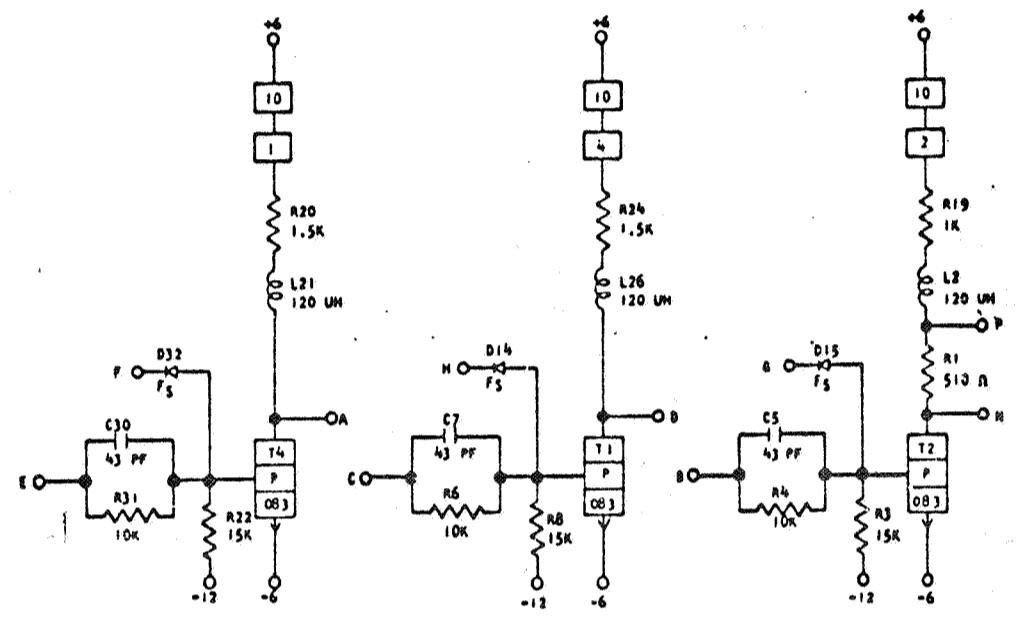 +6
10
1
R20
1.5K
L21
120 UH
D32
F
FS
A
C30
43 PF
E
R31
10K
R22
15K
T4
P
083
-12
-6
+6
10
4
R24
1.5K
L26
120 UH
D14
H
FS
D
C7
43 PF
C
R6
10K
R8
15K
T1
P
083
-12
-6
+6
10
2
R19
1K
L2
120 UH
P
R1
510 Ω
D15
G
FS
N
C5
43 PF
B
R4
10K
R3
15K
T2
P
083
-12
-6